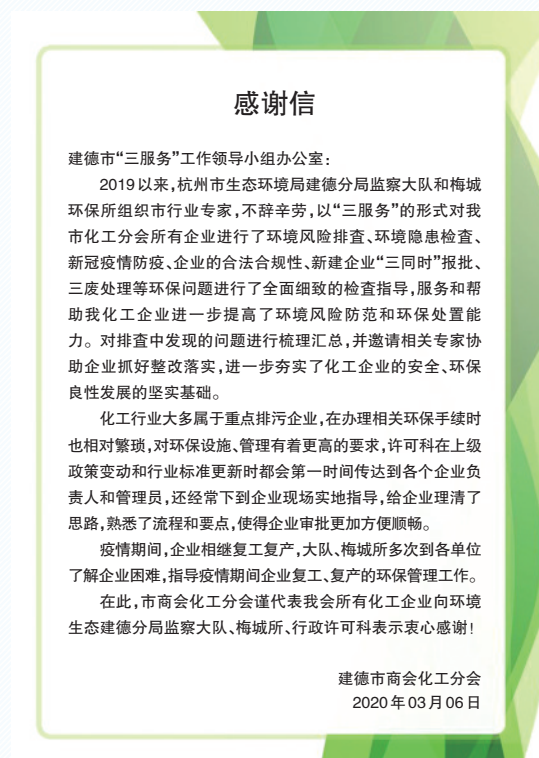 感谢信
建德市“三服务”工作领导小组办公室：
2019以来，杭州市生态环境局建德分局监察大队和梅城
环保所组织市行业专家，不辞辛劳，以“三服务”的形式对我
市化工分会所有企业进行了环境风险排查、环境隐患检查、
新冠疫情防疫、企业的合法合规性、新建企业“三同时”报批、
三废处理等环保问题进行了全面细致的检查指导，服务和帮
助我化工企业进一步提高了环境风险防范和环保处置能
力。对排查中发现的问题进行梳理汇总，并邀请相关专家协
助企业抓好整改落实，进一步夯实了化工企业的安全、环保
良性发展的坚实基础。
化工行业大多属于重点排污企业，在办理相关环保手续时
也相对繁琐，对环保设施、管理有着更高的要求，许可科在上级
政策变动和行业标准更新时都会第一时间传达到各个企业负
责人和管理员，还经常下到企业现场实地指导，给企业理清了
思路，熟悉了流程和要点，使得企业审批更加方便顺畅。
疫情期间，企业相继复工复产，大队、梅城所多次到各单位
了解企业困难，指导疫情期间企业复工、复产的环保管理工作。
在此，市商会化工分会谨代表我会所有化工企业向环境
生态建德分局监察大队、梅城所、行政许可科表示衷心感谢！
建德市商会化工分会
2020年03月06日